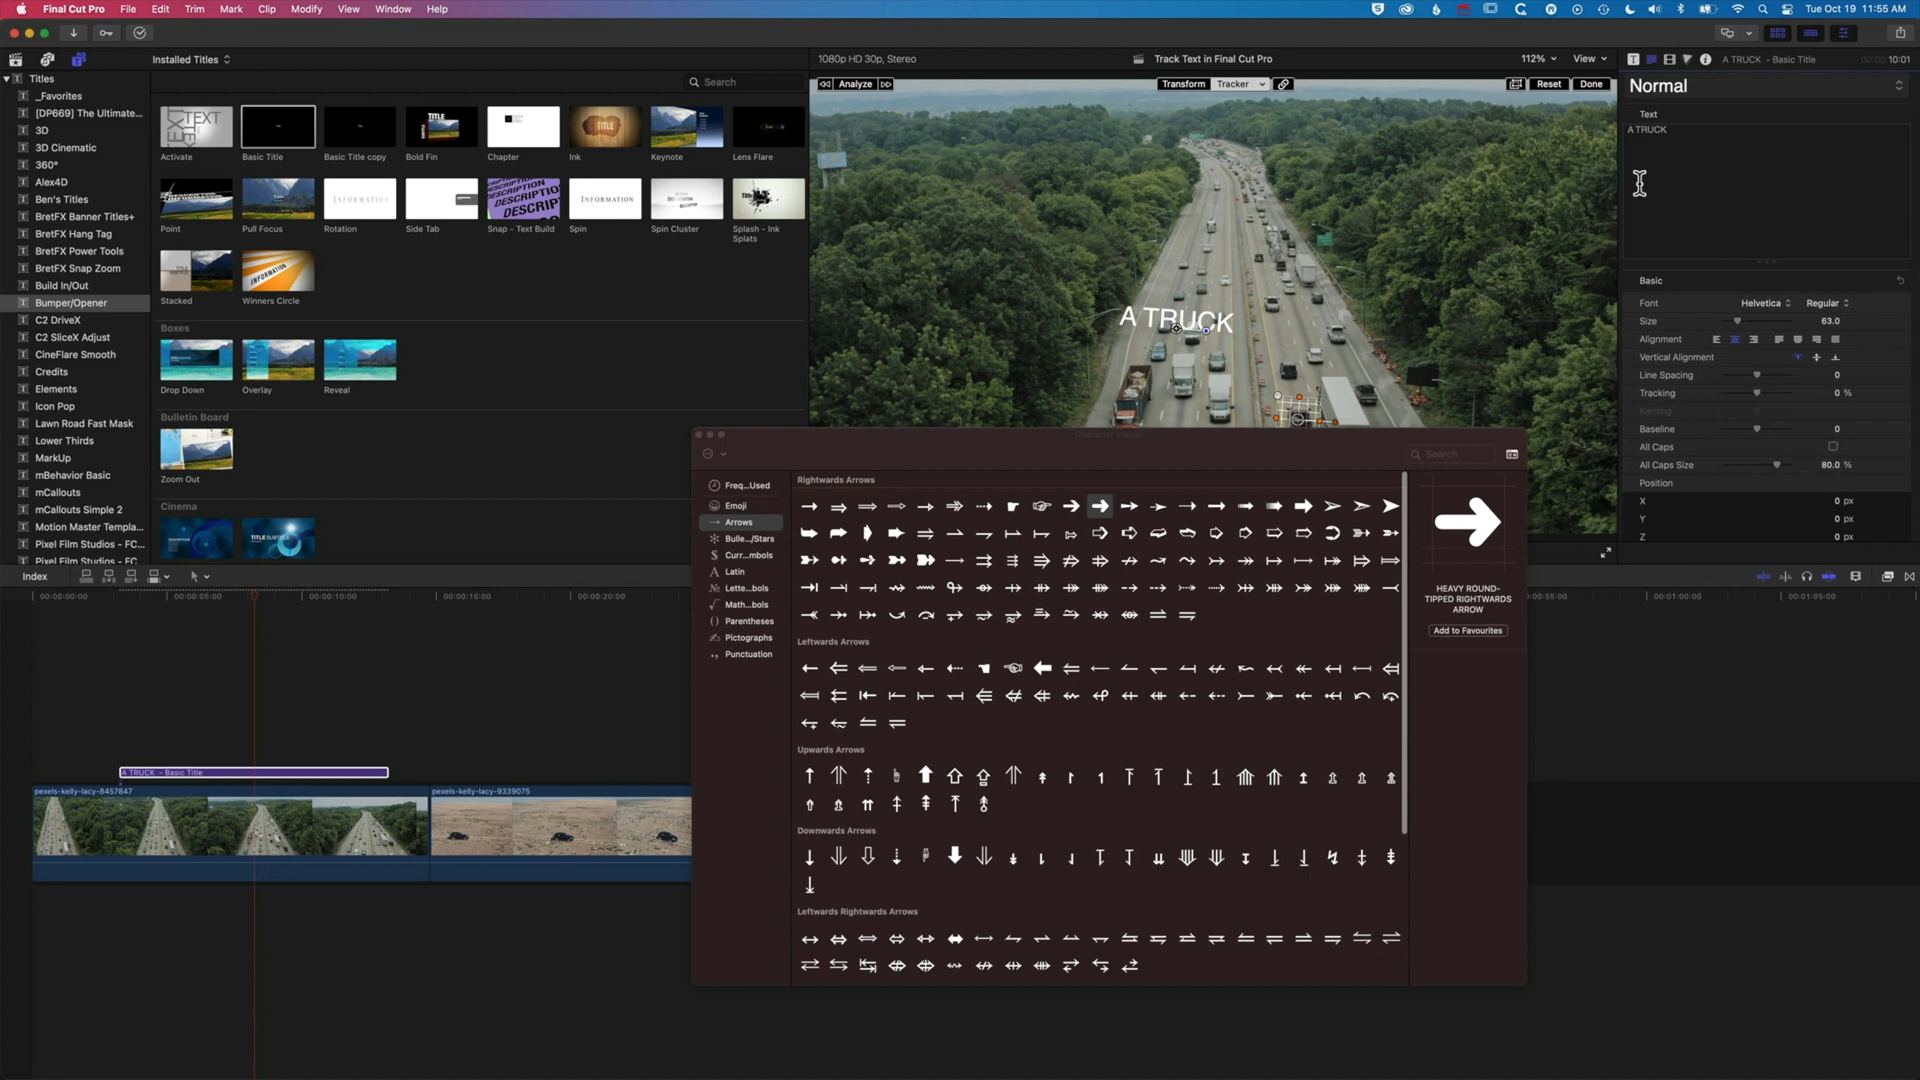 Final Cut Pro File Edit Trim Mark Clip Modify View Window Help
Tue Oct 19 11:55 AM
Installed Titles
Search
1080p HD 30p, Stereo
Track Text in Final Cut Pro
112% View
A TRUCK - Basic Title
10:01
Titles
_Favorites
[DP669] The Ultimate...
3D
3D Cinematic
360°
Alex4D
Ben's Titles
BretFX Banner Titles+
BretFX Hang Tag
BretFX Power Tools
BretFX Snap Zoom
Build In/Out
Bumper/Opener
C2 DriveX
C2 SliceX Adjust
CineFlare Smooth
Credits
Elements
Icon Pop
Lawn Road Fast Mask
Lower Thirds
MarkUp
mBehavior Basic
mCallouts
mCallouts Simple 2
Motion Master Templa...
Pixel Film Studios - FC...
Pixel Film Studios - FC
Activate
Basic Title
Basic Title copy
Bold Fin
Chapter
Ink
Keynote
Lens Flare
Point
Pull Focus
Rotation
Side Tab
Snap - Text Build
Spin
Spin Cluster
Splash - Ink
Splats
Stacked
Winners Circle
Boxes
Drop Down
Overlay
Reveal
Bulletin Board
Zoom Out
Cinema
Analyze
Transform
Tracker
Reset
Done
A TRUCK
Normal
Text
A TRUCK
Basic
Font Helvetica Regular
Size 63.0
Alignment
Vertical Alignment
Line Spacing 0
Tracking 0 %
Kerning
Baseline 0
All Caps
All Caps Size 80.0 %
Position
X 0 px
Y 0 px
Z 0 px
Character Viewer
Search
Freq...Used
Emoji
Arrows
Bulle.../Stars
Curr...mbols
Latin
Lette...bols
Math...bols
Parentheses
Pictographs
Punctuation
Rightwards Arrows
Leftwards Arrows
Upwards Arrows
Downwards Arrows
Leftwards Rightwards Arrows
HEAVY ROUND-
TIPPED RIGHTWARDS
ARROW
Add to Favourites
Index
00:00:00:00
00:00:05:00
00:00:10:00
00:00:15:00
00:00:20:00
00:55:00
00:01:00:00
00:01:05:00
A TRUCK - Basic Title
pexels-kelly-lacy-8457847
pexels-kelly-lacy-9339075